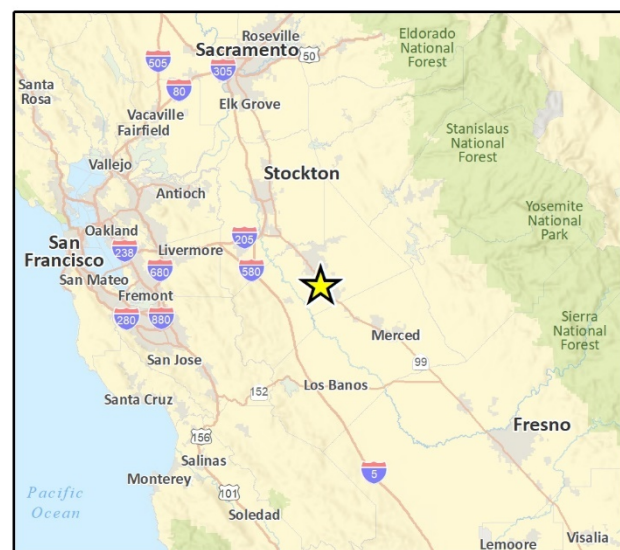 Roseville
Eldorado
National
Forest
Sacramento
50
505
305
80
Santa
Rosa
Elk Grove
Vacaville
Fairfield
Stanislaus
National
Forest
Vallejo
Stockton
Antioch
Yosemite
National
Park
Oakland
San
Francisco
238
Livermore
205
680
580
San Mateo
Fremont
280
880
Sierra
National
Forest
Merced
San Jose
99
Los Banos
152
Santa Cruz
Fresno
156
Salinas
Monterey
5
101
Pacific
Ocean
Soledad
Lemoore
Visalia